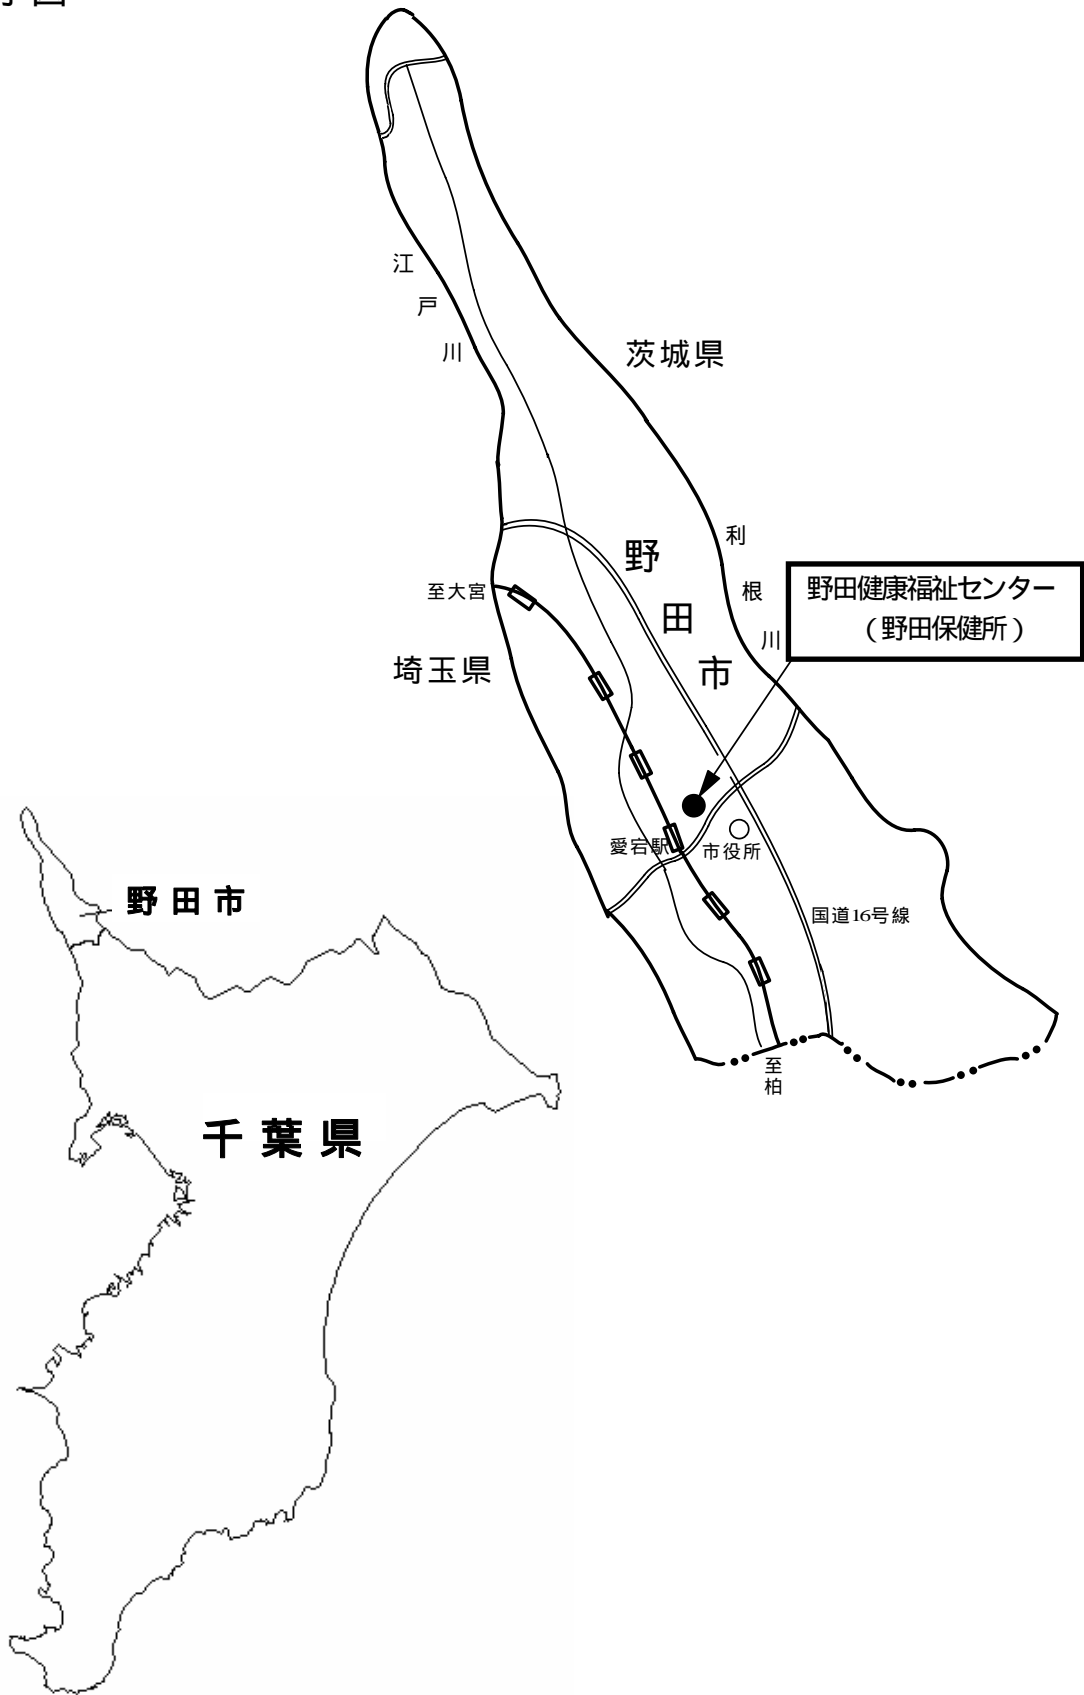 江戸川
茨城県
利根川
野田市
野田健康福祉センター
（野田保健所）
至大宮
埼玉県
愛宕駅
市役所
国道16号線
至柏
野田市
千葉県